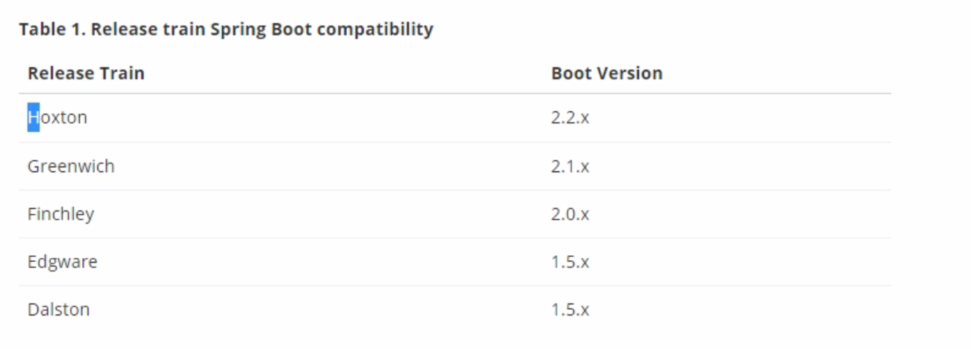 Table 1. Release train Spring Boot compatibility
Release Train Boot Version
Hoxton 2.2.x
Greenwich 2.1.x
Finchley 2.0.x
Edgware 1.5.x
Dalston 1.5.x